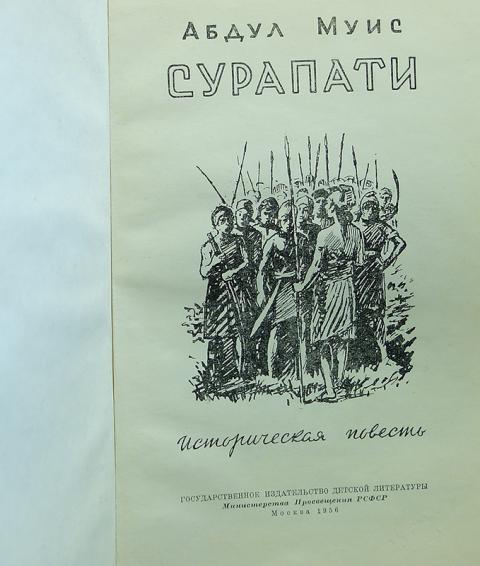 Абдул Муис
СУРАПАТИ
Историческая повесть
ГОСУДАРСТВЕННОЕ ИЗДАТЕЛЬСТВО ДЕТСКОЙ ЛИТЕРАТУРЫ
Министерства Просвещения РСФСР
Москва 1956